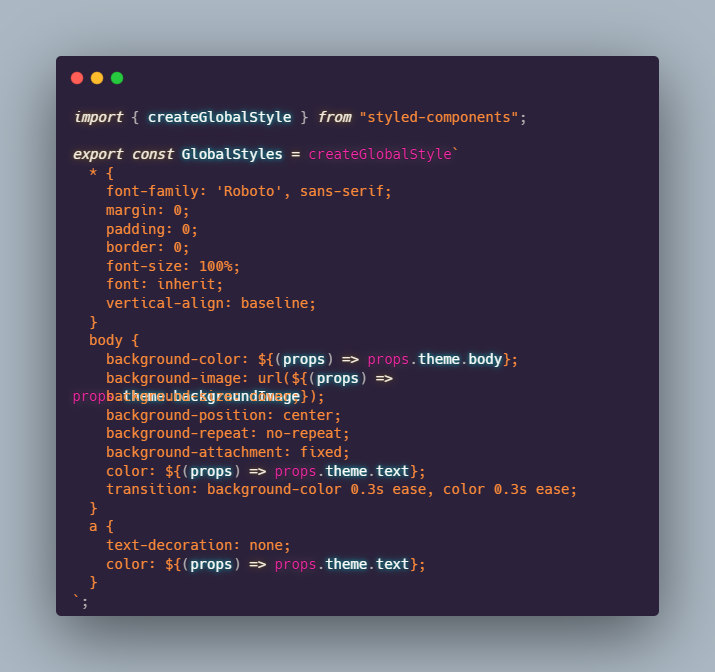 import { createGlobalStyle } from "styled-components";

export const GlobalStyles = createGlobalStyle`
  * {
    font-family: 'Roboto', sans-serif;
    margin: 0;
    padding: 0;
    border: 0;
    font-size: 100%;
    font: inherit;
    vertical-align: baseline;
  }
  body {
    background-color: ${(props) => props.theme.body};
    background-image: url(${(props) =>
props.theme.backgroundImage});
    background-size: cover;
    background-position: center;
    background-repeat: no-repeat;
    background-attachment: fixed;
    color: ${(props) => props.theme.text};
    transition: background-color 0.3s ease, color 0.3s ease;
  }
  a {
    text-decoration: none;
    color: ${(props) => props.theme.text};
  }
`;